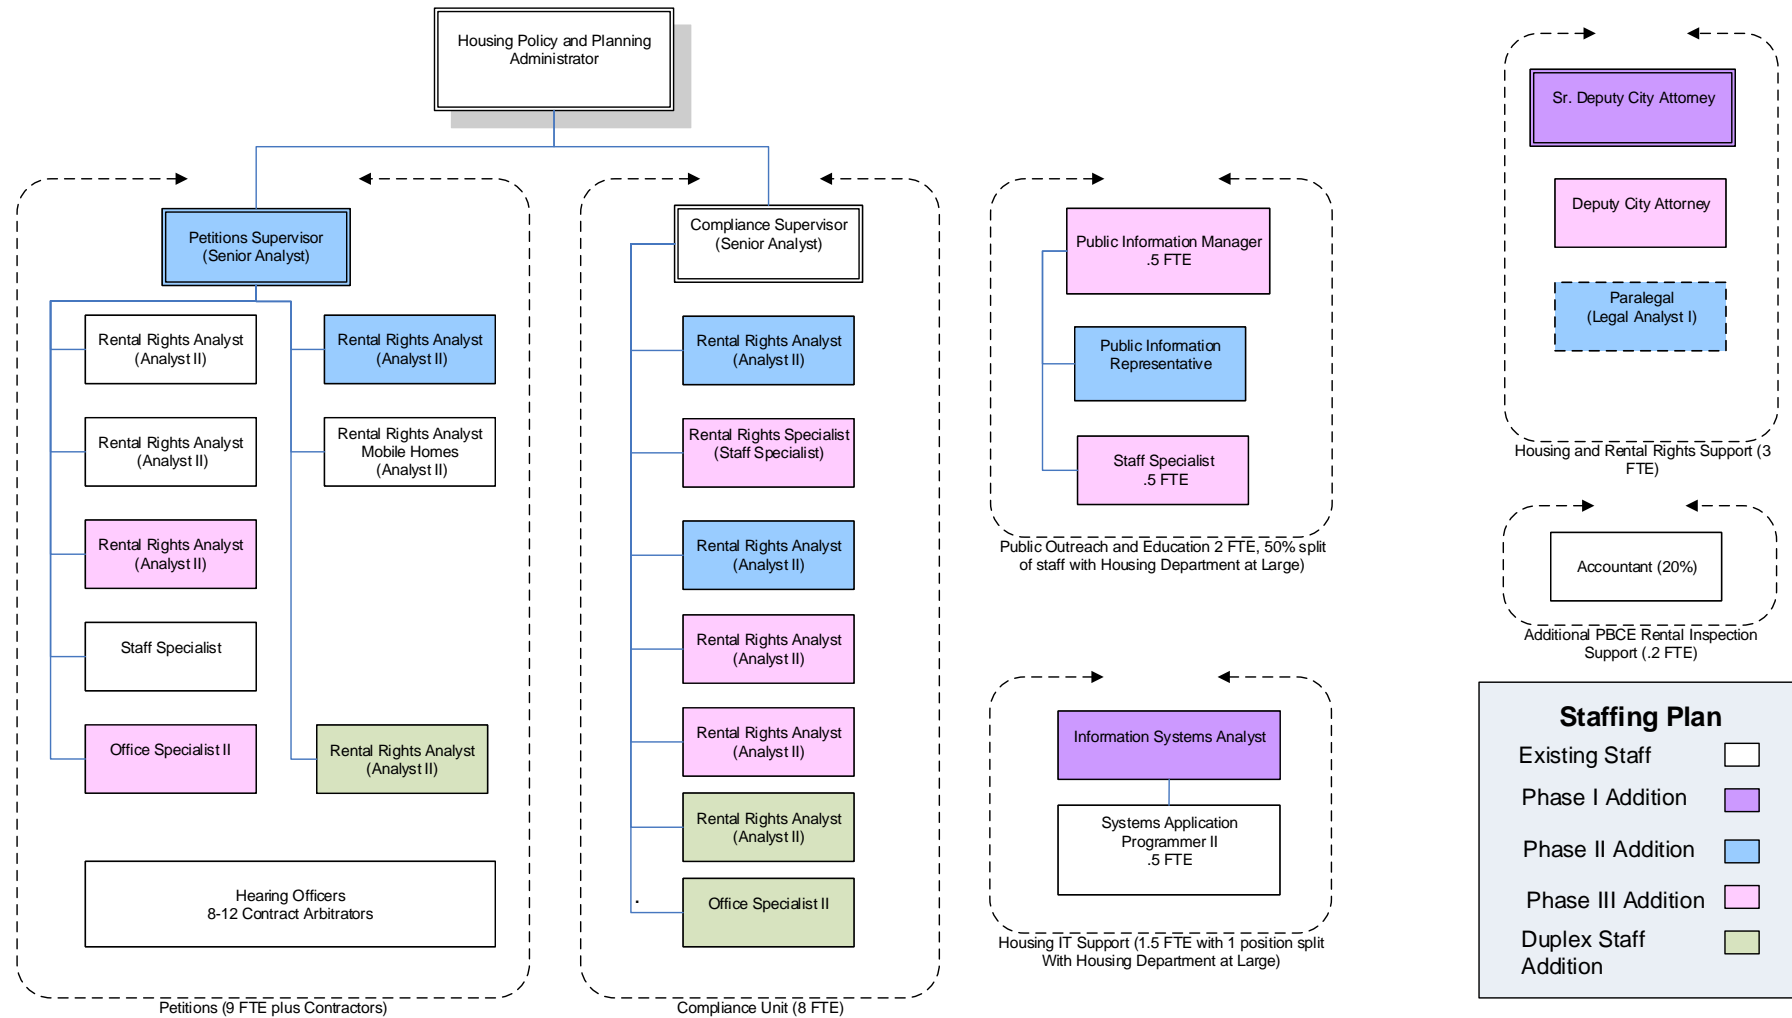 Housing Policy and Planning
Administrator
Petitions Supervisor
(Senior Analyst)
Rental Rights Analyst
(Analyst II)
Rental Rights Analyst
(Analyst II)
Rental Rights Analyst
(Analyst II)
Rental Rights Analyst
Mobile Homes
(Analyst II)
Rental Rights Analyst
(Analyst II)
Staff Specialist
Office Specialist II
Rental Rights Analyst
(Analyst II)
Hearing Officers
8-12 Contract Arbitrators
Petitions (9 FTE plus Contractors)
Compliance Supervisor
(Senior Analyst)
Rental Rights Analyst
(Analyst II)
Rental Rights Specialist
(Staff Specialist)
Rental Rights Analyst
(Analyst II)
Rental Rights Analyst
(Analyst II)
Rental Rights Analyst
(Analyst II)
Rental Rights Analyst
(Analyst II)
Office Specialist II
Compliance Unit (8 FTE)
Public Information Manager
.5 FTE
Public Information
Representative
Staff Specialist
.5 FTE
Public Outreach and Education 2 FTE, 50% split
of staff with Housing Department at Large)
Information Systems Analyst
Systems Application
Programmer II
.5 FTE
Housing IT Support (1.5 FTE with 1 position split
With Housing Department at Large)
Sr. Deputy City Attorney
Deputy City Attorney
Paralegal
(Legal Analyst I)
Housing and Rental Rights Support (3
FTE)
Accountant (20%)
Additional PBCE Rental Inspection
Support (.2 FTE)
Staffing Plan
Existing Staff
Phase I Addition
Phase II Addition
Phase III Addition
Duplex Staff
Addition